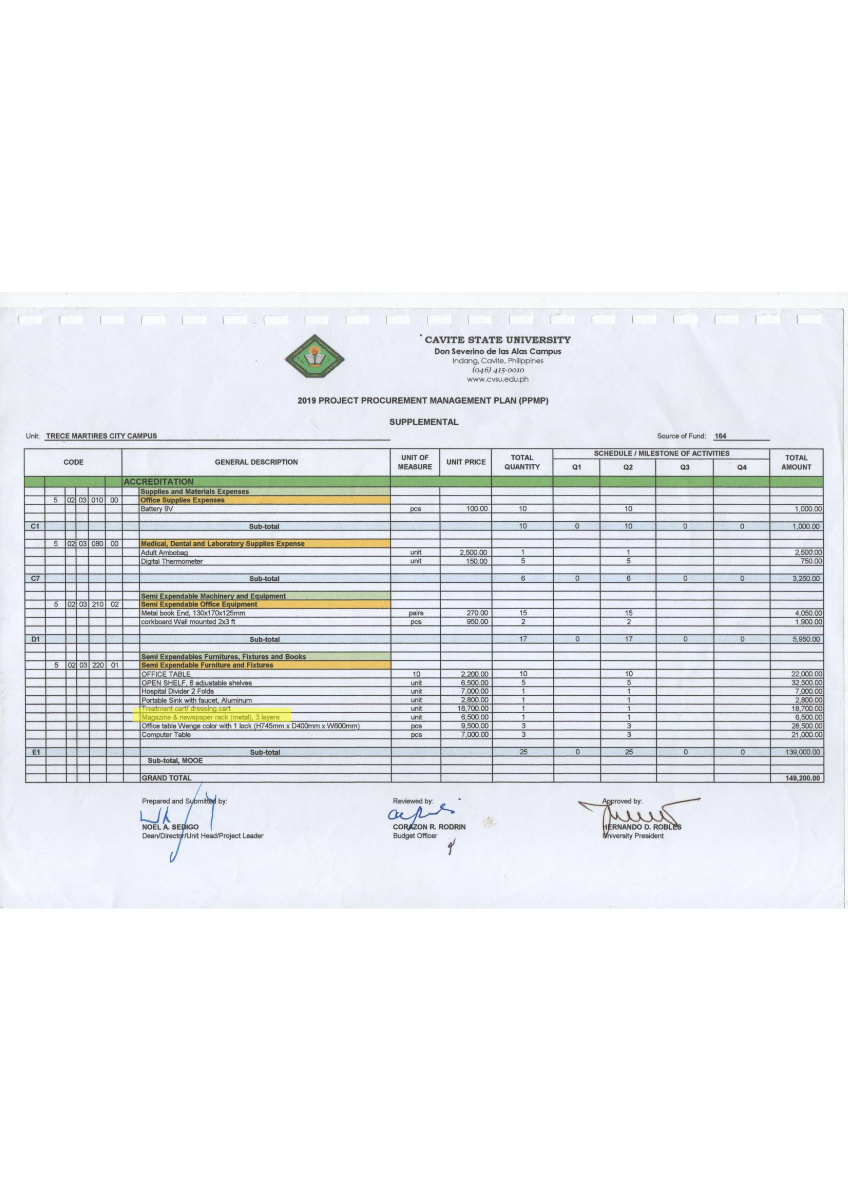 CAVITE STATE UNIVERSITY
Don Severino de las Alas Campus
Indang, Cavite, Philippines
(046) 415-0010
www.cvsu.edu.ph
2019 PROJECT PROCUREMENT MANAGEMENT PLAN (PPMP)
SUPPLEMENTAL
Unit: TRECE MARTIRES CITY CAMPUS Source of Fund: 164
CODE GENERAL DESCRIPTION UNIT OF MEASURE UNIT PRICE TOTAL QUANTITY SCHEDULE / MILESTONE OF ACTIVITIES TOTAL AMOUNT
Q1 Q2 Q3 Q4
ACCREDITATION
Supplies and Materials Expenses
5 02 03 010 00 Office Supplies Expenses
Battery 9V pcs 100.00 10 10 1,000.00
C1 Sub-total 10 0 10 0 0 1,000.00
5 02 03 080 00 Medical, Dental and Laboratory Supplies Expense
Adult Ambobag unit 2,500.00 1 1 2,500.00
Digital Thermometer unit 150.00 5 5 750.00
C7 Sub-total 6 0 6 0 0 3,250.00
Semi Expendable Machinery and Equipment
5 02 03 210 02 Semi Expendable Office Equipment
Metal book End, 130x170x125mm pairs 270.00 15 15 4,050.00
corkboard Wall mounted 2x3 ft pcs 950.00 2 2 1,900.00
D1 Sub-total 17 0 17 0 0 5,950.00
Semi Expendables Furnitures, Fixtures and Books
5 02 03 220 01 Semi Expendable Furniture and Fixtures
OFFICE TABLE 10 2,200.00 10 10 22,000.00
OPEN SHELF, 6 adjustable shelves unit 6,500.00 5 5 32,500.00
Hospital Divider 2 Folds unit 7,000.00 1 1 7,000.00
Portable Sink with faucet, Aluminum unit 2,800.00 1 1 2,800.00
Treatment cart/ dressing cart unit 18,700.00 1 1 18,700.00
Magazine & newspaper rack (metal), 3 layers unit 6,500.00 1 1 6,500.00
Office table Wenge color with 1 lock (H745mm x D400mm x W600mm) pcs 9,500.00 3 3 28,500.00
Computer Table pcs 7,000.00 3 3 21,000.00
E1 Sub-total 25 0 25 0 0 139,000.00
Sub-total, MOOE
GRAND TOTAL 149,200.00
Prepared and Submitted by: Reviewed by: Approved by:
NOEL A. SEDIGO CORAZON R. RODRIN HERNANDO D. ROBLES
Dean/Director/Unit Head/Project Leader Budget Officer University President